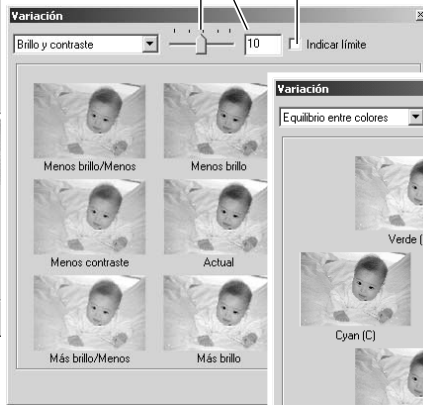 Variación
Brillo y contraste
10
Indicar límite
Menos brillo/Menos
Menos brillo
Menos contraste
Actual
Más brillo/Menos
Más brillo
Variación
Equilibrio entre colores
Verde (
Cyan (C)